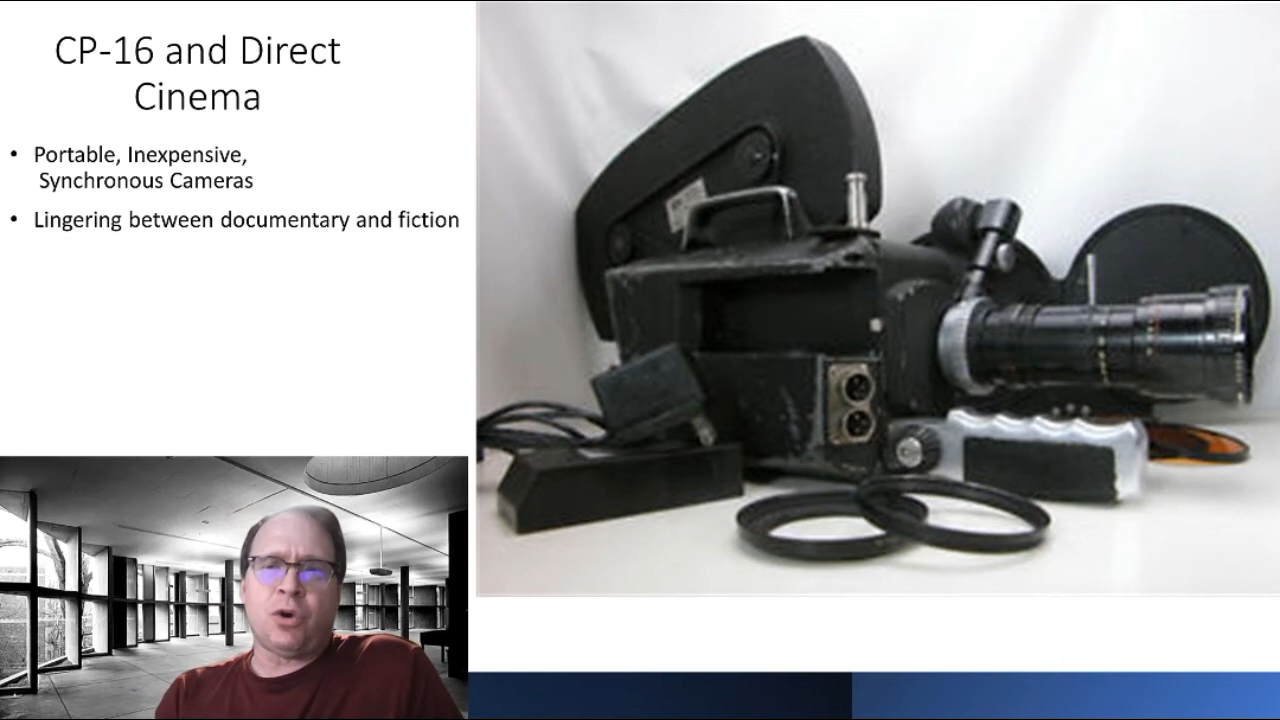 CP-16 and Direct
Cinema
• Portable, Inexpensive,
Synchronous Cameras
• Lingering between documentary and fiction